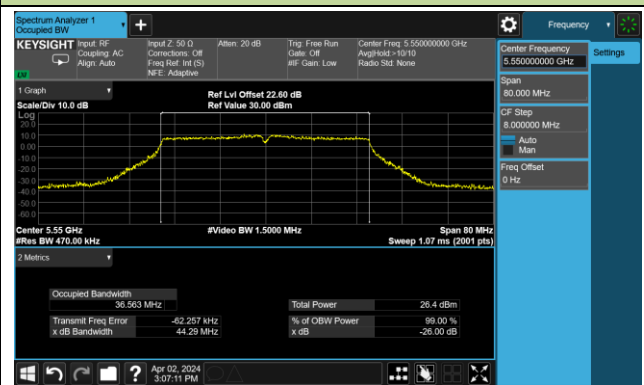 Spectrum Analyzer 1
Occupied BW
Frequency
KEYSIGHT
Input: RF
Coupling: AC
Align: Auto
Input Z: 50 Ω
Corrections: Off
Freq Ref: Int (S)
NFE: Adaptive
Atten: 20 dB
Trig: Free Run
Gate: Off
#IF Gain: Low
Center Freq: 5.550000000 GHz
Avg|Hold:>10/10
Radio Std: None
Center Frequency
5.550000000 GHz
Settings
Span
80.000 MHz
CF Step
8.000000 MHz
Auto
Man
Freq Offset
0 Hz
1 Graph
Scale/Div 10.0 dB
Ref Lvl Offset 22.60 dB
Ref Value 30.00 dBm
Log
20.0
10.0
0.00
-10.0
-20.0
-30.0
-40.0
-50.0
-60.0
Center 5.55 GHz
#Res BW 470.00 kHz
#Video BW 1.5000 MHz
Span 80 MHz
Sweep 1.07 ms (2001 pts)
2 Metrics
Occupied Bandwidth
36.563 MHz
Total Power 26.4 dBm
Transmit Freq Error -62.257 kHz % of OBW Power 99.00 %
x dB Bandwidth 44.29 MHz x dB -26.00 dB
Apr 02, 2024
3:07:11 PM